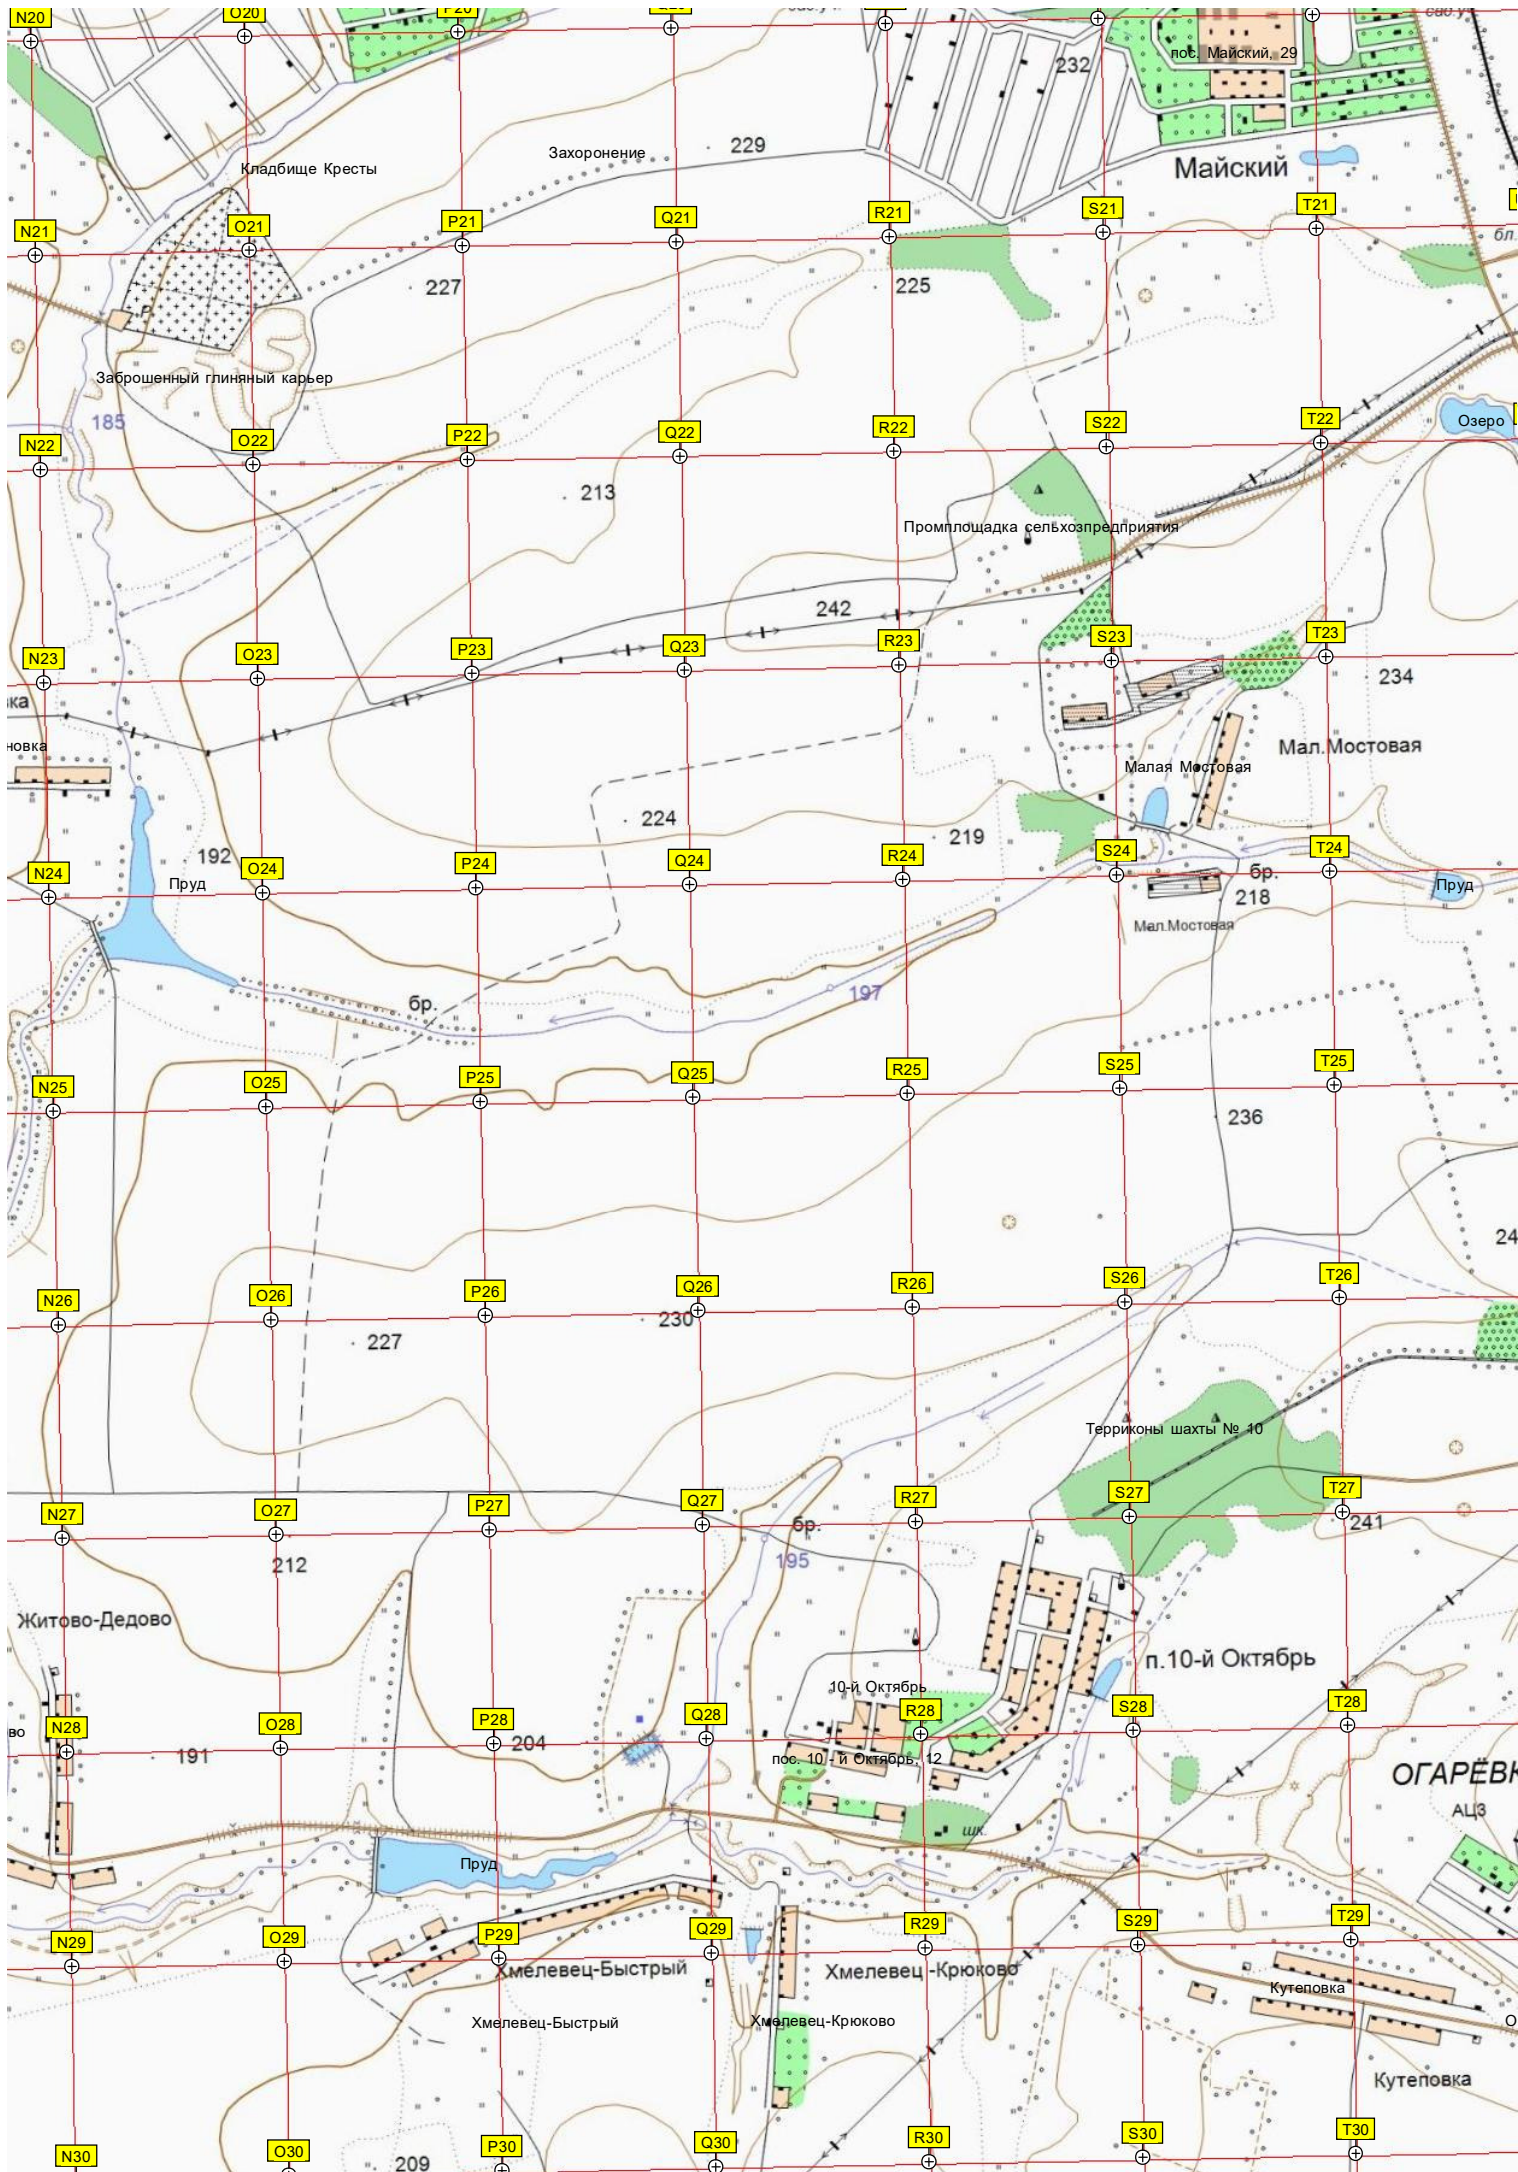 N20
O20
P20
сад.уч.
232
пос. Майский, 29
229
Захоронение
Кладбище Кресты
Майский
N21
O21
P21
Q21
R21
S21
T21
бл.
227
225
Р.
Заброшенный глиняный карьер
185
Озеро
N22
O22
P22
Q22
R22
S22
T22
213
Промплощадка сельхозпредприятия
242
N23
O23
P23
Q23
R23
S23
T23
234
вка
новка
Мал.Мостовая
Малая Мостовая
224
219
192
N24
O24
P24
Q24
R24
S24
T24
Пруд
бр.
Пруд
218
Мал.Мостовая
197
бр.
N25
O25
P25
Q25
R25
S25
T25
236
24
N26
O26
P26
Q26
R26
S26
T26
230
227
Терриконы шахты № 10
N27
O27
P27
Q27
R27
S27
T27
бр.
241
212
195
Житово-Дедово
п.10-й Октябрь
10-й Октябрь
N28
O28
P28
Q28
R28
S28
T28
во
191
204
пос. 10 - й Октябрь, 12
ОГАРЁВК
АЦЗ
шк.
Пруд
N29
O29
P29
Q29
R29
S29
T29
Хмелевец-Быстрый
Хмелевец -Крюково
Кутеповка
Хмелевец-Быстрый
Хмелевец-Крюково
О
Кутеповка
N30
O30
P30
Q30
R30
S30
T30
209